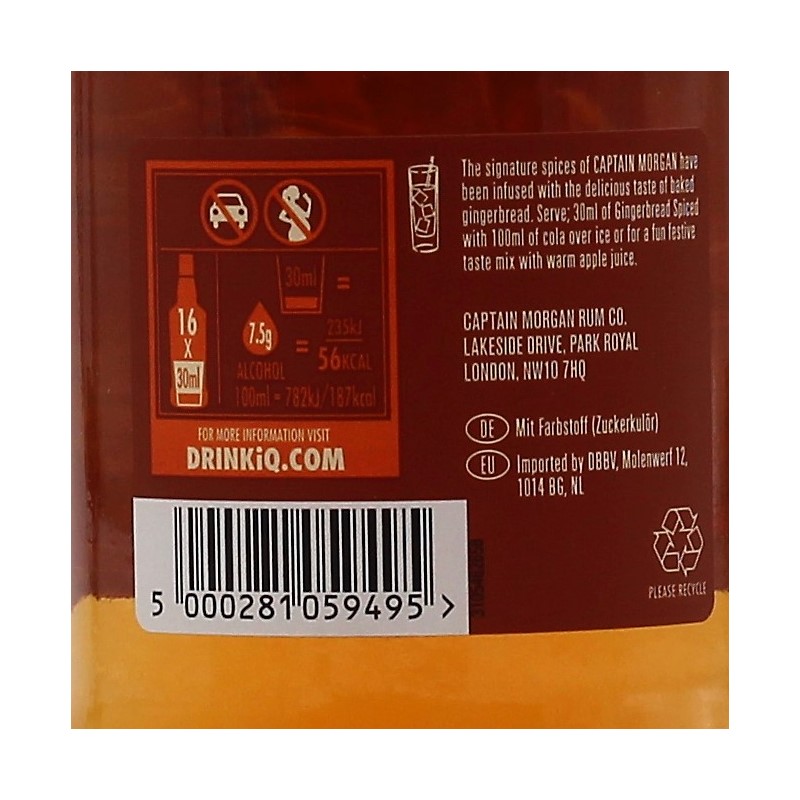 The signature spices of CAPTAIN MORGAN have
been infused with the delicious taste of baked
gingerbread. Serve; 30ml of Gingerbread Spiced
with 100ml of cola over ice or for a fun festive
taste mix with warm apple juice.
CAPTAIN MORGAN RUM CO.
LAKESIDE DRIVE, PARK ROYAL
LONDON, NW10 7HQ
DE Mit Farbstoff (Zuckerkulör)
EU Imported by DBBV, Molenwerf 12,
1014 BG, NL
PLEASE RECYCLE
30ml =
16
X
30ml
7.5g
ALCOHOL
= 235kJ
56KCAL
100ml = 782kJ/187kcal
FOR MORE INFORMATION VISIT
DRINKiQ.COM
5 000281 059495 >